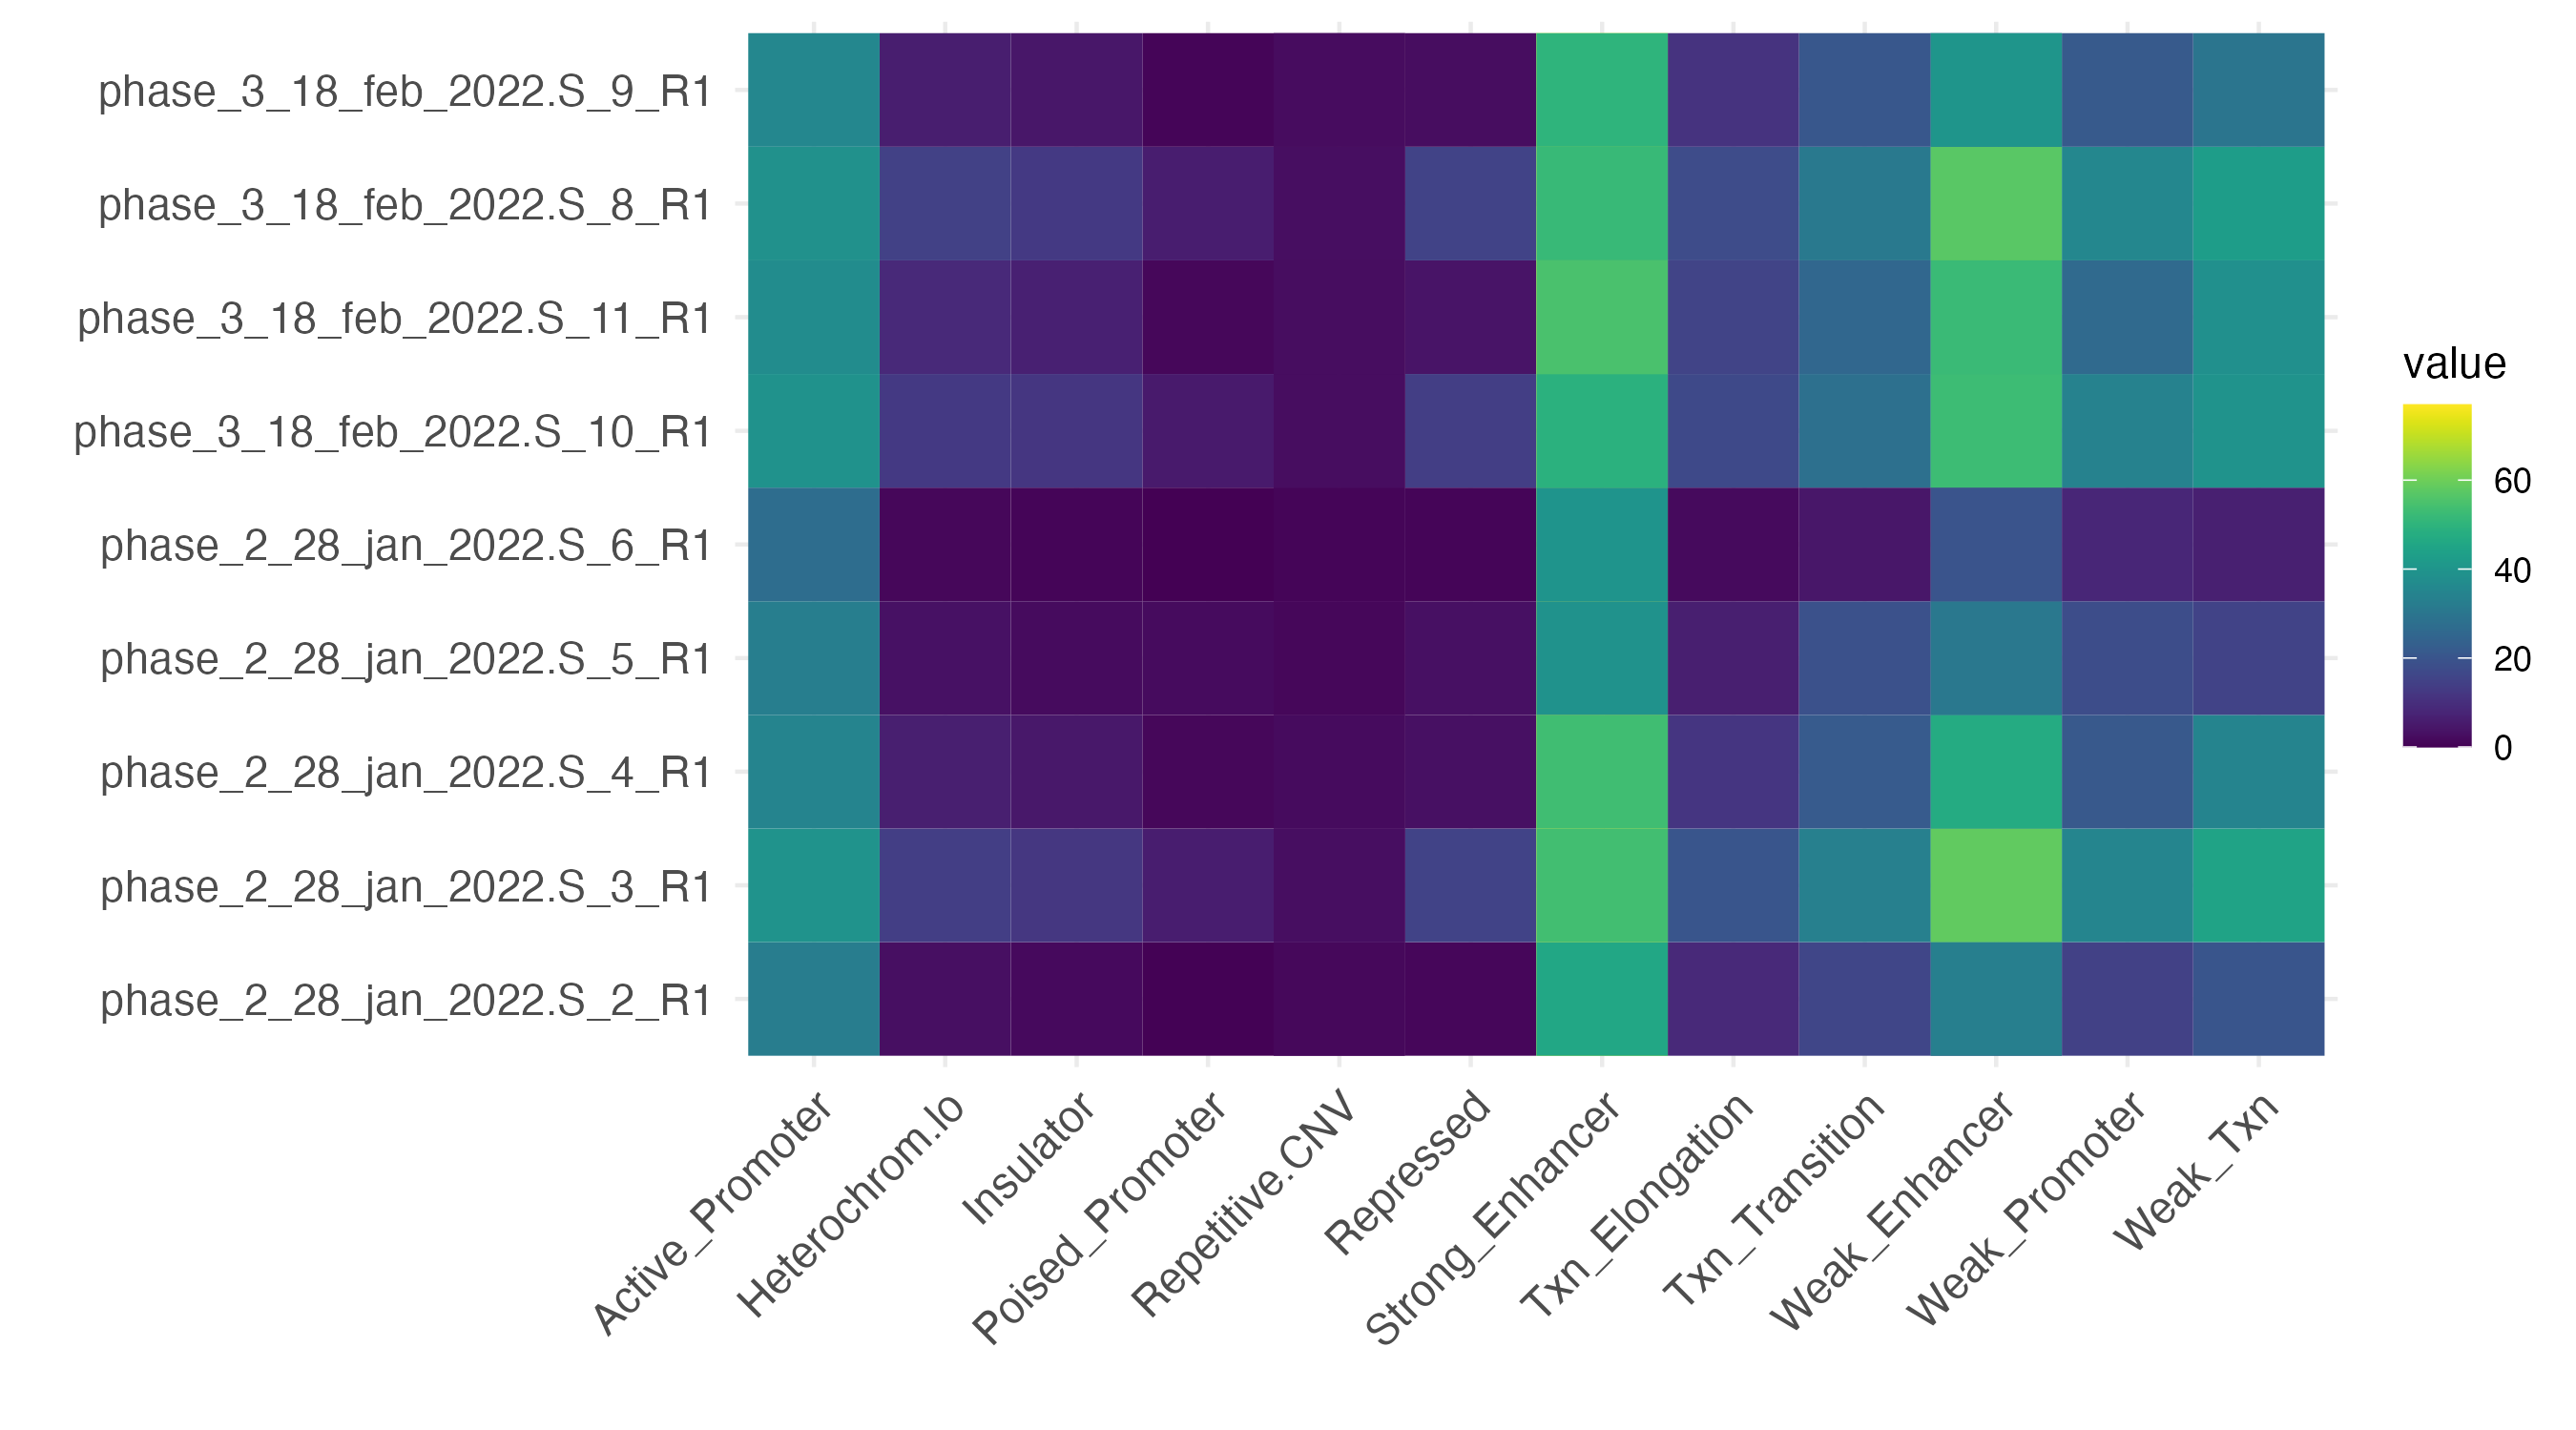 phase_3_18_feb_2022.S_9_R1
phase_3_18_feb_2022.S_8_R1
phase_3_18_feb_2022.S_11_R1
phase_3_18_feb_2022.S_10_R1
phase_2_28_jan_2022.S_6_R1
phase_2_28_jan_2022.S_5_R1
phase_2_28_jan_2022.S_4_R1
phase_2_28_jan_2022.S_3_R1
phase_2_28_jan_2022.S_2_R1
Active_Promoter
Heterochrom.lo
Insulator
Poised_Promoter
Repetitive.CNV
Repressed
Strong_Enhancer
Txn_Elongation
Txn_Transition
Weak_Enhancer
Weak_Promoter
Weak_Txn
value
60
40
20
0